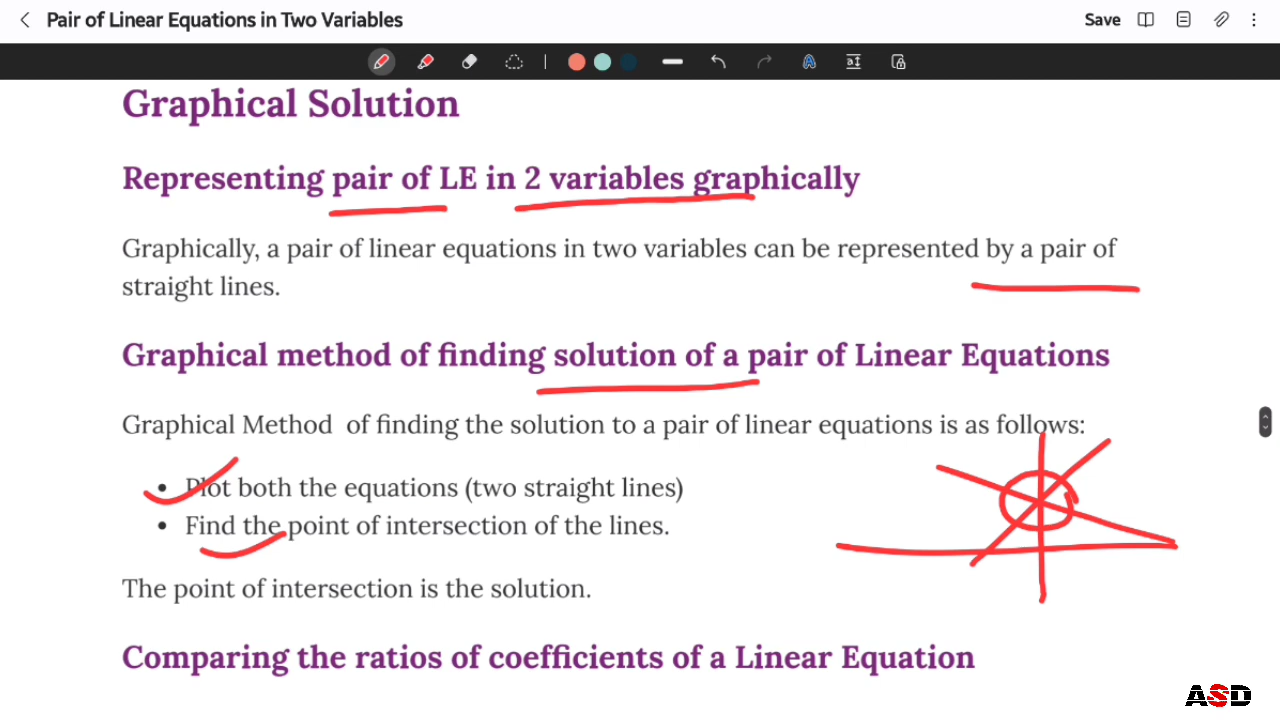 Pair of Linear Equations in Two Variables
Save
Graphical Solution
Representing pair of LE in 2 variables graphically
Graphically, a pair of linear equations in two variables can be represented by a pair of
straight lines.
Graphical method of finding solution of a pair of Linear Equations
Graphical Method of finding the solution to a pair of linear equations is as follows:
• Plot both the equations (two straight lines)
• Find the point of intersection of the lines.
The point of intersection is the solution.
Comparing the ratios of coefficients of a Linear Equation
ASD